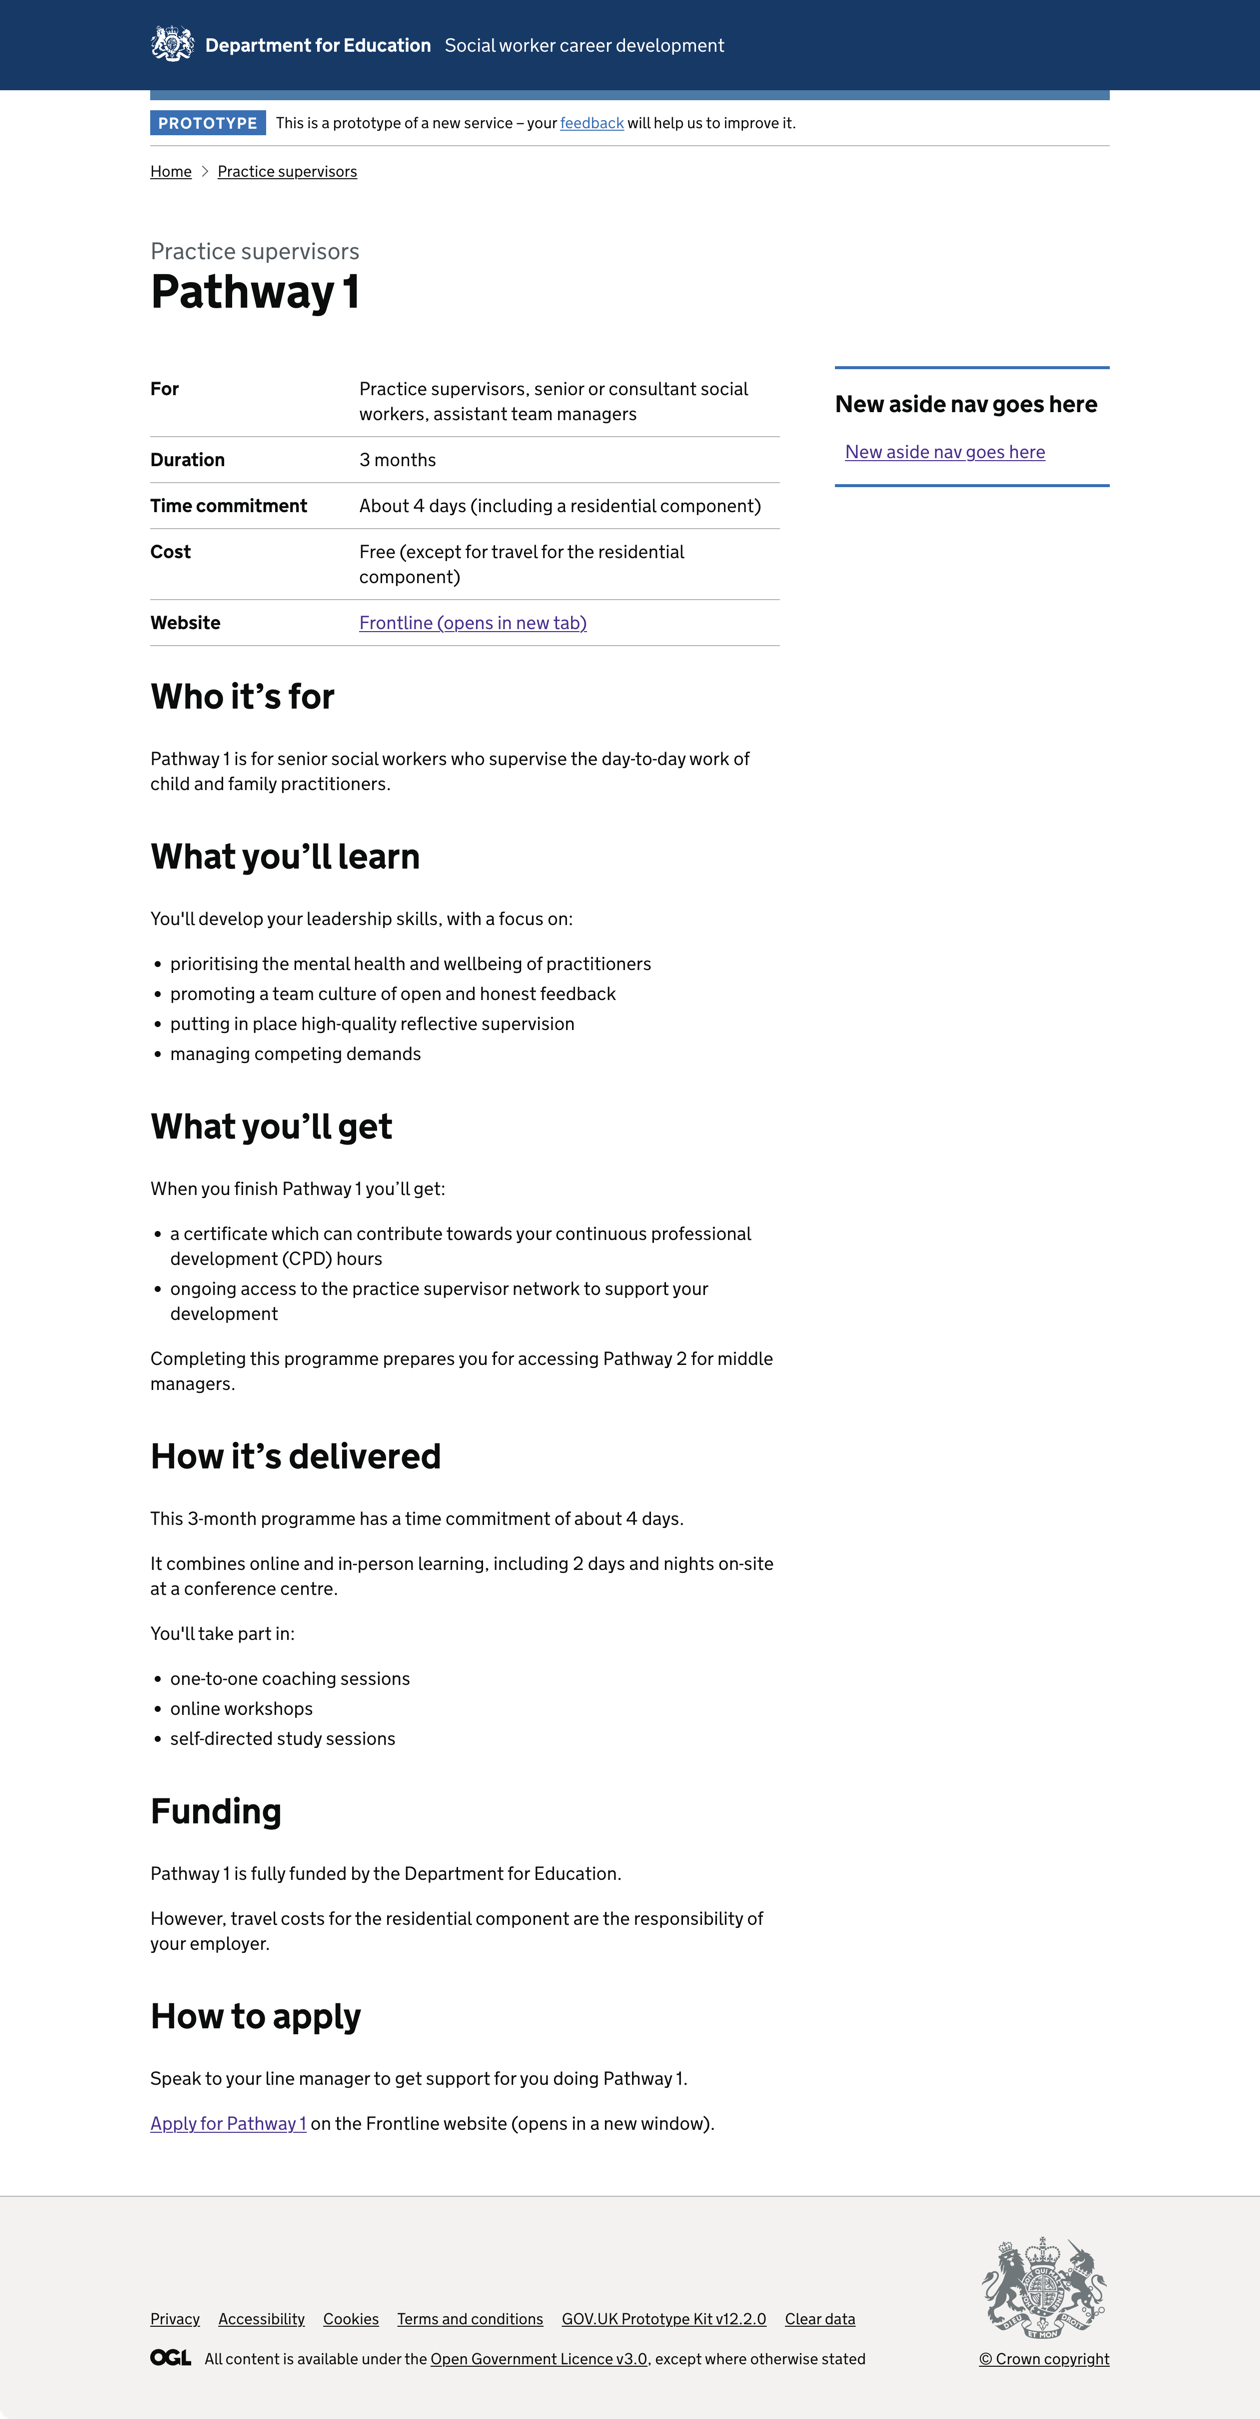 Department for Education Social worker career development
PROTOTYPE This is a prototype of a new service – your feedback will help us to improve it.
Home > Practice supervisors
Practice supervisors
Pathway 1
For Practice supervisors, senior or consultant social
workers, assistant team managers
Duration 3 months
Time commitment About 4 days (including a residential component)
Cost Free (except for travel for the residential
component)
Website Frontline (opens in new tab)
New aside nav goes here
New aside nav goes here
Who it’s for
Pathway 1 is for senior social workers who supervise the day-to-day work of
child and family practitioners.
What you’ll learn
You'll develop your leadership skills, with a focus on:
• prioritising the mental health and wellbeing of practitioners
• promoting a team culture of open and honest feedback
• putting in place high-quality reflective supervision
• managing competing demands
What you’ll get
When you finish Pathway 1 you’ll get:
• a certificate which can contribute towards your continuous professional
development (CPD) hours
• ongoing access to the practice supervisor network to support your
development
Completing this programme prepares you for accessing Pathway 2 for middle
managers.
How it’s delivered
This 3-month programme has a time commitment of about 4 days.
It combines online and in-person learning, including 2 days and nights on-site
at a conference centre.
You'll take part in:
• one-to-one coaching sessions
• online workshops
• self-directed study sessions
Funding
Pathway 1 is fully funded by the Department for Education.
However, travel costs for the residential component are the responsibility of
your employer.
How to apply
Speak to your line manager to get support for you doing Pathway 1.
Apply for Pathway 1 on the Frontline website (opens in a new window).
Privacy Accessibility Cookies Terms and conditions GOV.UK Prototype Kit v12.2.0 Clear data
OGL All content is available under the Open Government Licence v3.0, except where otherwise stated
DIEU ET MON DROIT
© Crown copyright